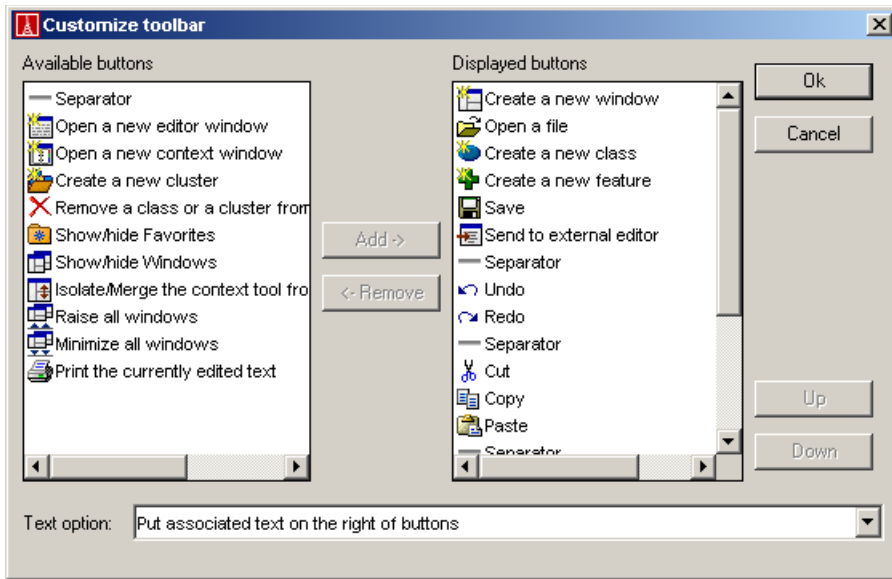 Customize toolbar
Available buttons
Separator
Open a new editor window
Open a new context window
Create a new cluster
Remove a class or a cluster from
Show/hide Favorites
Show/hide Windows
Isolate/Merge the context tool fro
Raise all windows
Minimize all windows
Print the currently edited text
Add ->
<- Remove
Displayed buttons
Create a new window
Open a file
Create a new class
Create a new feature
Save
Send to external editor
Separator
Undo
Redo
Separator
Cut
Copy
Paste
Separator
Ok
Cancel
Up
Down
Text option: Put associated text on the right of buttons